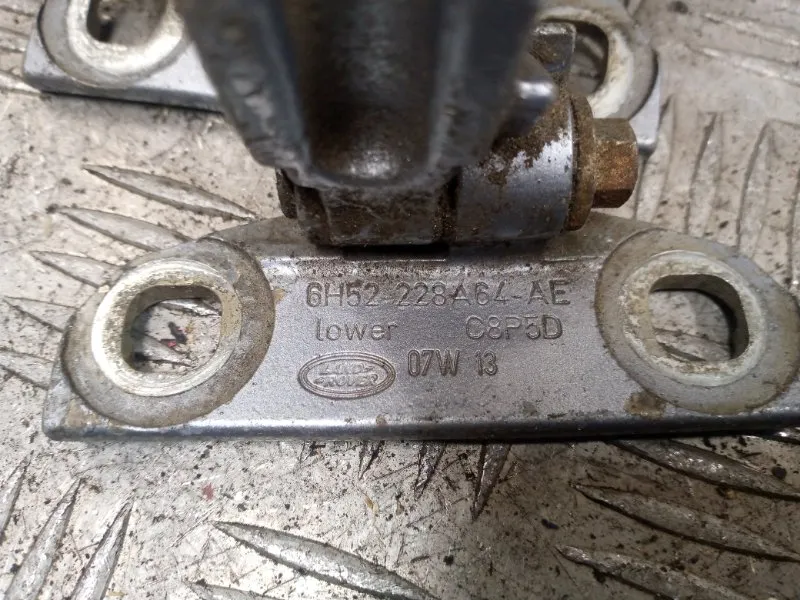 6H52-228A64-AE
lower C8P5D
LAND-
ROVER
07W 13